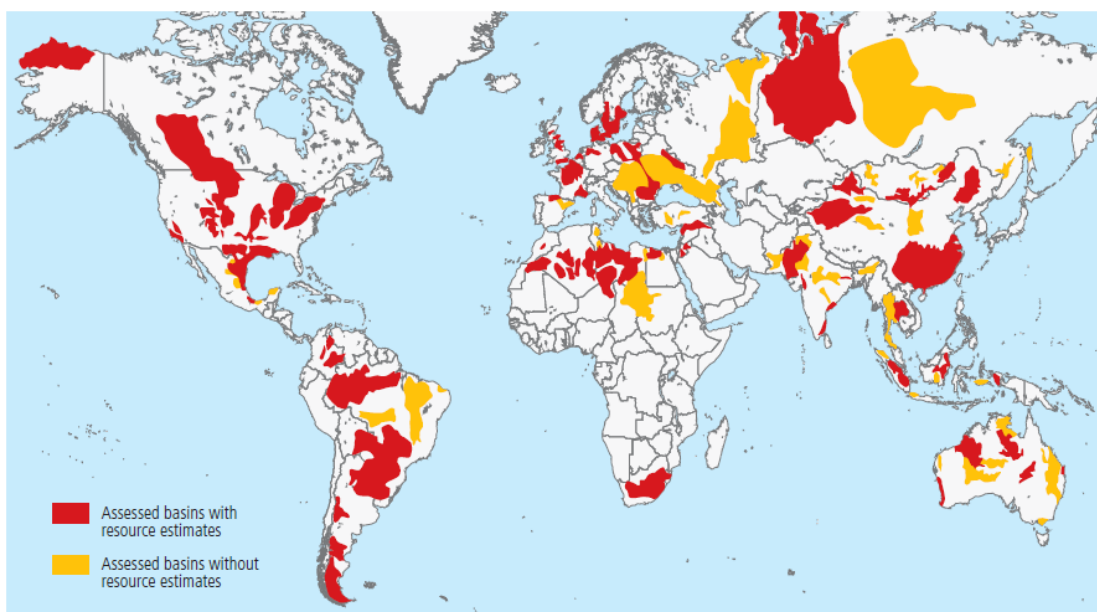 Assessed basins with
resource estimates
Assessed basins without
resource estimates